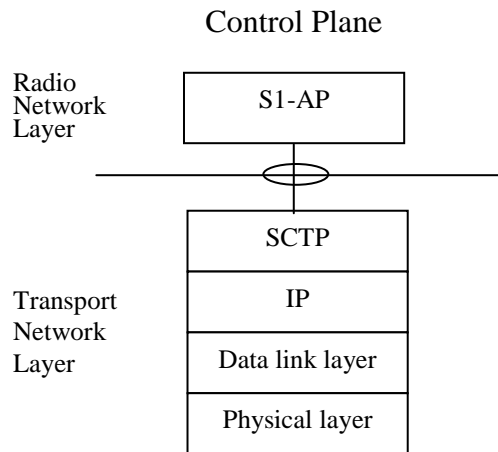 Control Plane
Radio
Network
Layer
S1-AP
SCTP
Transport
Network
Layer
IP
Data link layer
Physical layer